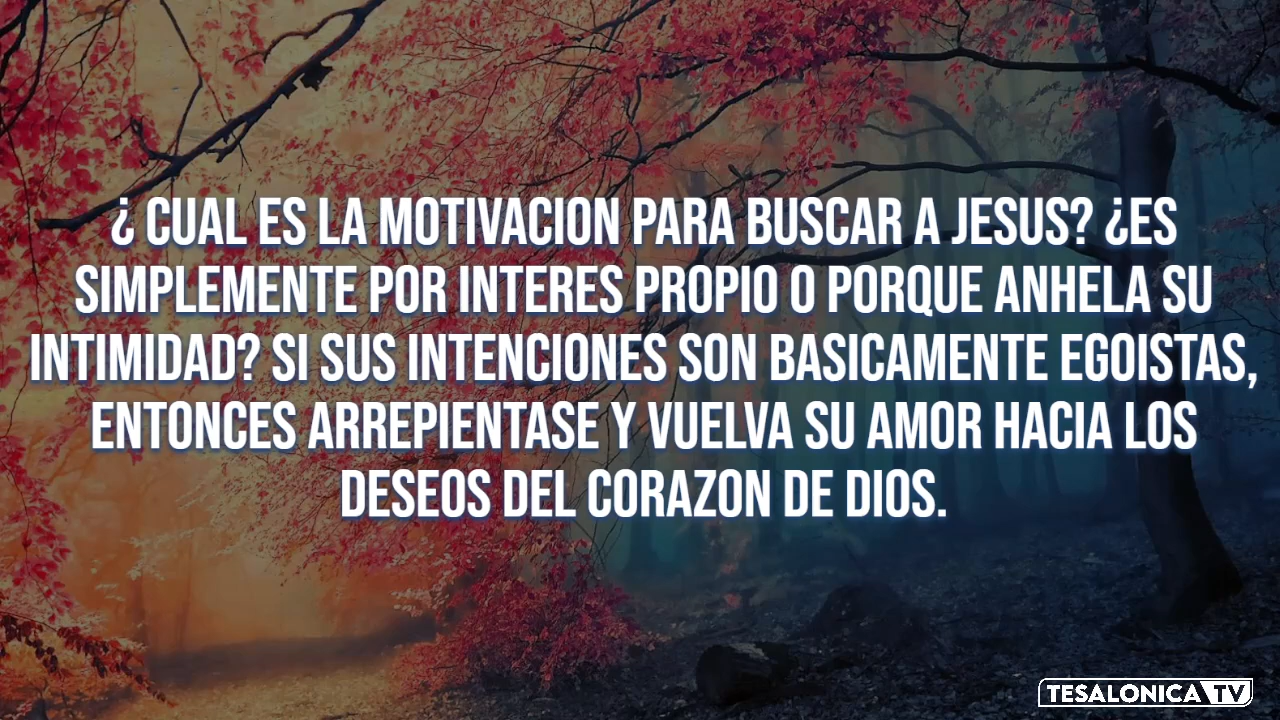 ¿ CUAL ES LA MOTIVACION PARA BUSCAR A JESUS? ¿ES
SIMPLEMENTE POR INTERES PROPIO O PORQUE ANHELA SU
INTIMIDAD? SI SUS INTENCIONES SON BASICAMENTE EGOISTAS,
ENTONCES ARREPIENTASE Y VUELVA SU AMOR HACIA LOS
DESEOS DEL CORAZON DE DIOS.
TESALONICA TV